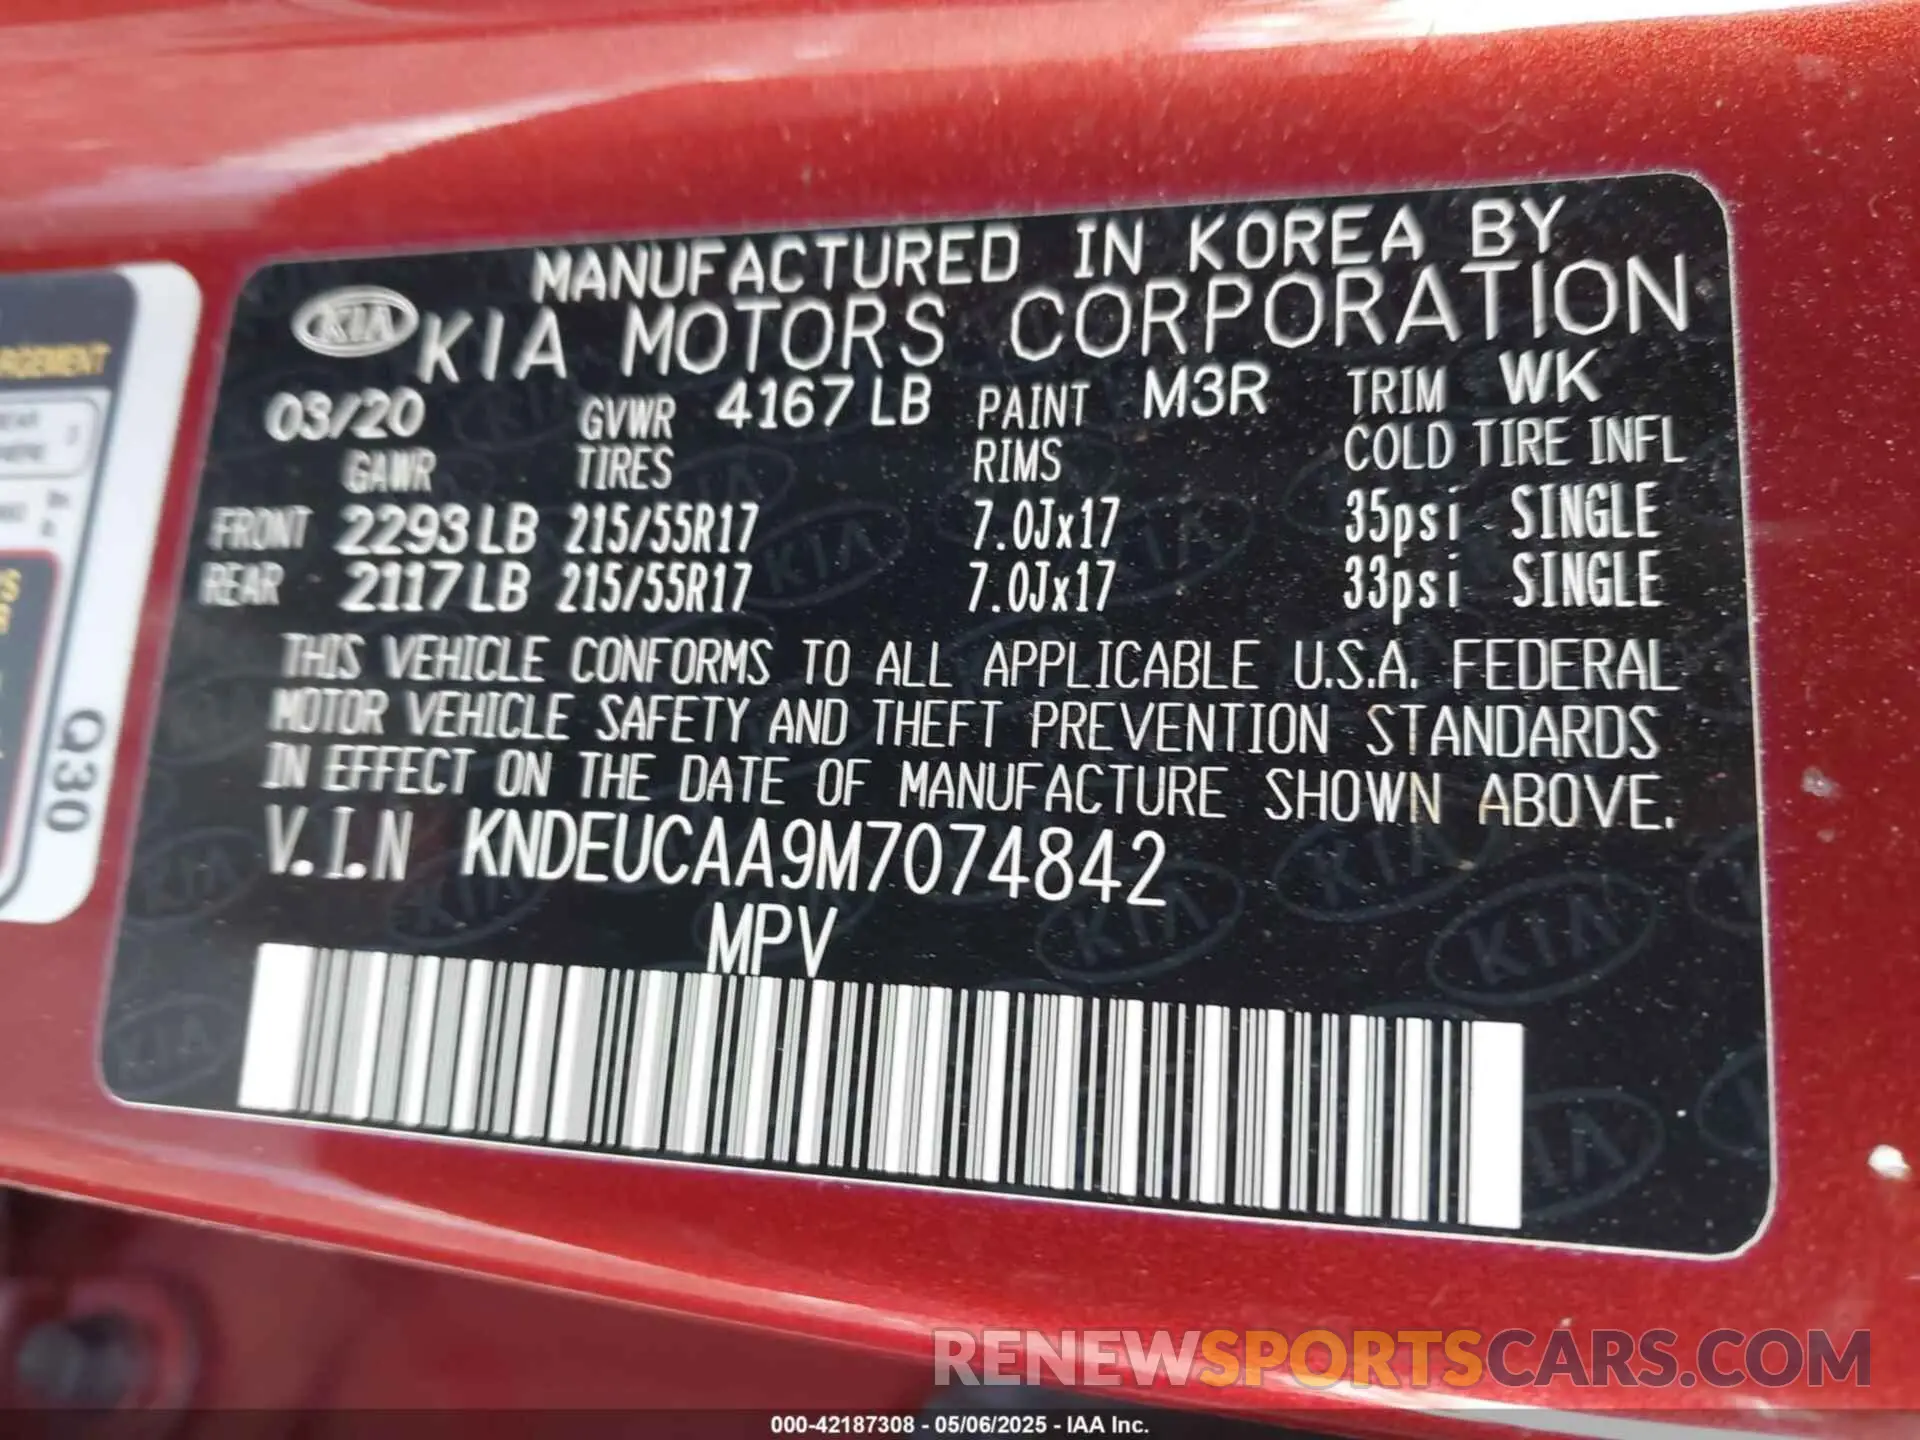 MANUFACTURED IN KOREA BY
KIA KIA MOTORS CORPORATION
03/20 GVWR 4167 LB PAINT M3R TRIM WK
GAWR TIRES RIMS COLD TIRE INFL
FRONT 2293 LB 215/55R17 7.0Jx17 35psi SINGLE
REAR 2117 LB 215/55R17 7.0Jx17 33psi SINGLE
THIS VEHICLE CONFORMS TO ALL APPLICABLE U.S.A. FEDERAL
MOTOR VEHICLE SAFETY AND THEFT PREVENTION STANDARDS
IN EFFECT ON THE DATE OF MANUFACTURE SHOWN ABOVE.
V.I.N KNDEUCAA9M7074842
MPV
Q30
RENEWSPORTSCARS.COM
000-42187308 - 05/06/2025 - IAA Inc.